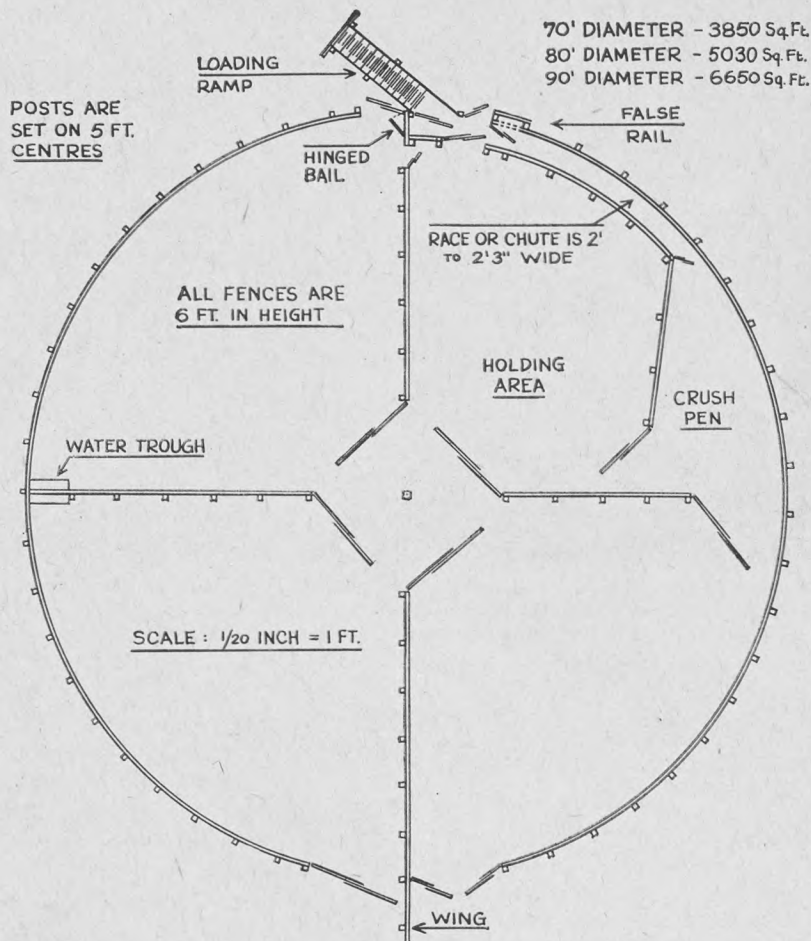 70' DIAMETER - 3850 Sq.Ft.
80' DIAMETER - 5030 Sq.Ft.
90' DIAMETER - 6650 Sq.Ft.
LOADING
RAMP
POSTS ARE
SET ON 5 FT.
CENTRES
FALSE
RAIL
HINGED
BAIL
RACE OR CHUTE IS 2'
TO 2'3" WIDE
ALL FENCES ARE
6 FT. IN HEIGHT
HOLDING
AREA
CRUSH
PEN
WATER TROUGH
SCALE : 1/20 INCH = 1 FT.
WING